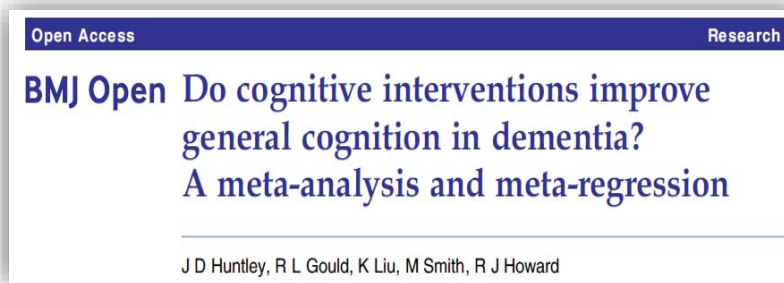 Open Access Research
BMJ Open Do cognitive interventions improve
general cognition in dementia?
A meta-analysis and meta-regression
J D Huntley, R L Gould, K Liu, M Smith, R J Howard